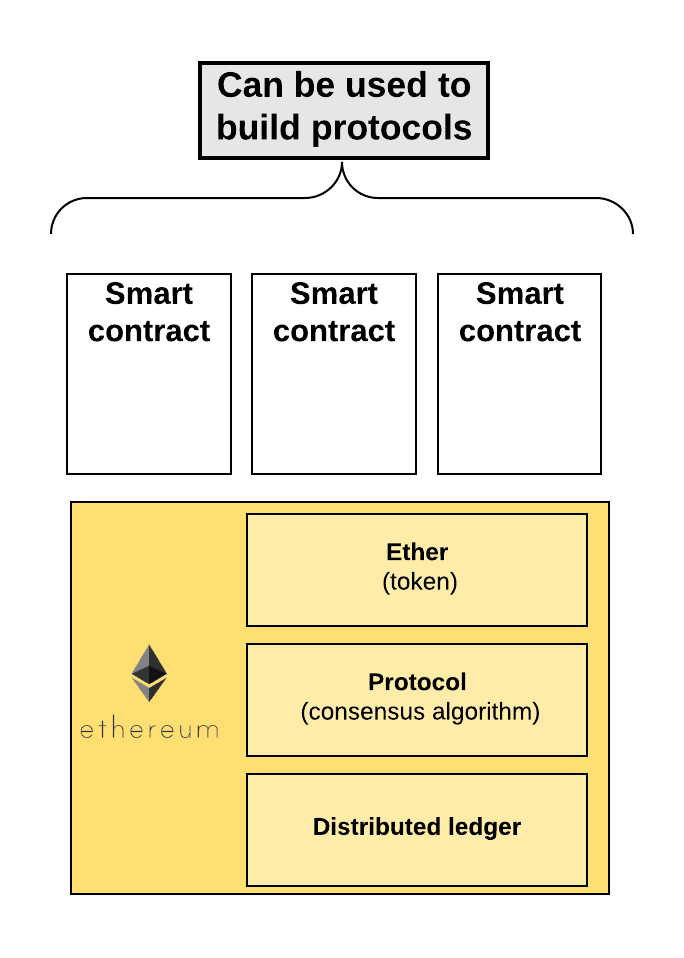 Can be used to
build protocols
Smart
contract
Smart
contract
Smart
contract
Ether
(token)
Protocol
(consensus algorithm)
ethereum
Distributed ledger